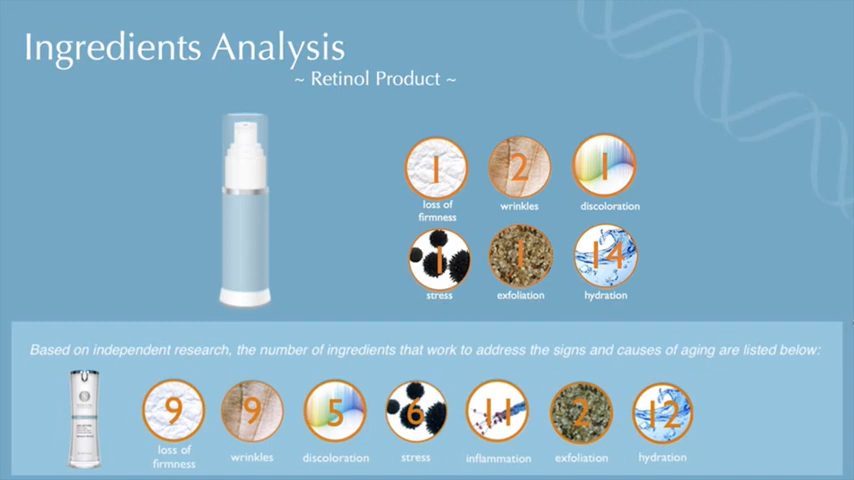 Ingredients Analysis
~ Retinol Product ~
1 2 1
loss of
firmness
wrinkles
discoloration
1 1 14
stress
exfoliation
hydration
Based on independent research, the number of ingredients that work to address the signs and causes of aging are listed below:
9 9 5 6 11 2 12
loss of
firmness
wrinkles
discoloration
stress
inflammation
exfoliation
hydration